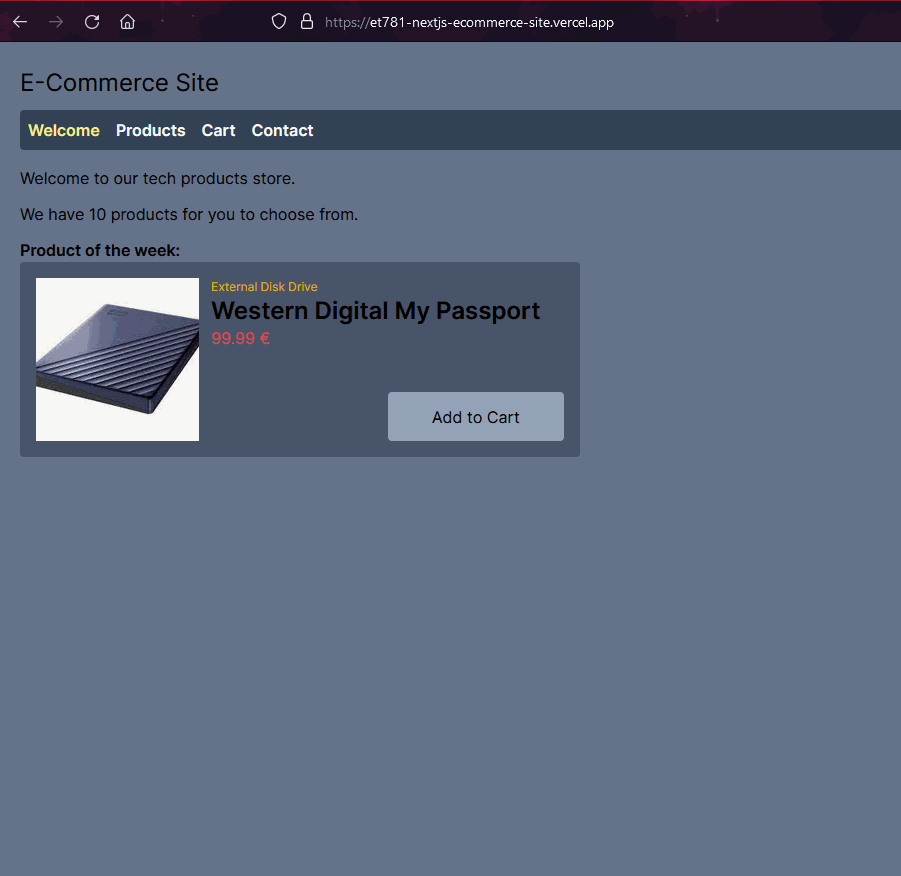 https://et781-nextjs-ecommerce-site.vercel.app
E-Commerce Site
Welcome Products Cart Contact
Welcome to our tech products store.
We have 10 products for you to choose from.
Product of the week:
External Disk Drive
Western Digital My Passport
99.99 €
Add to Cart